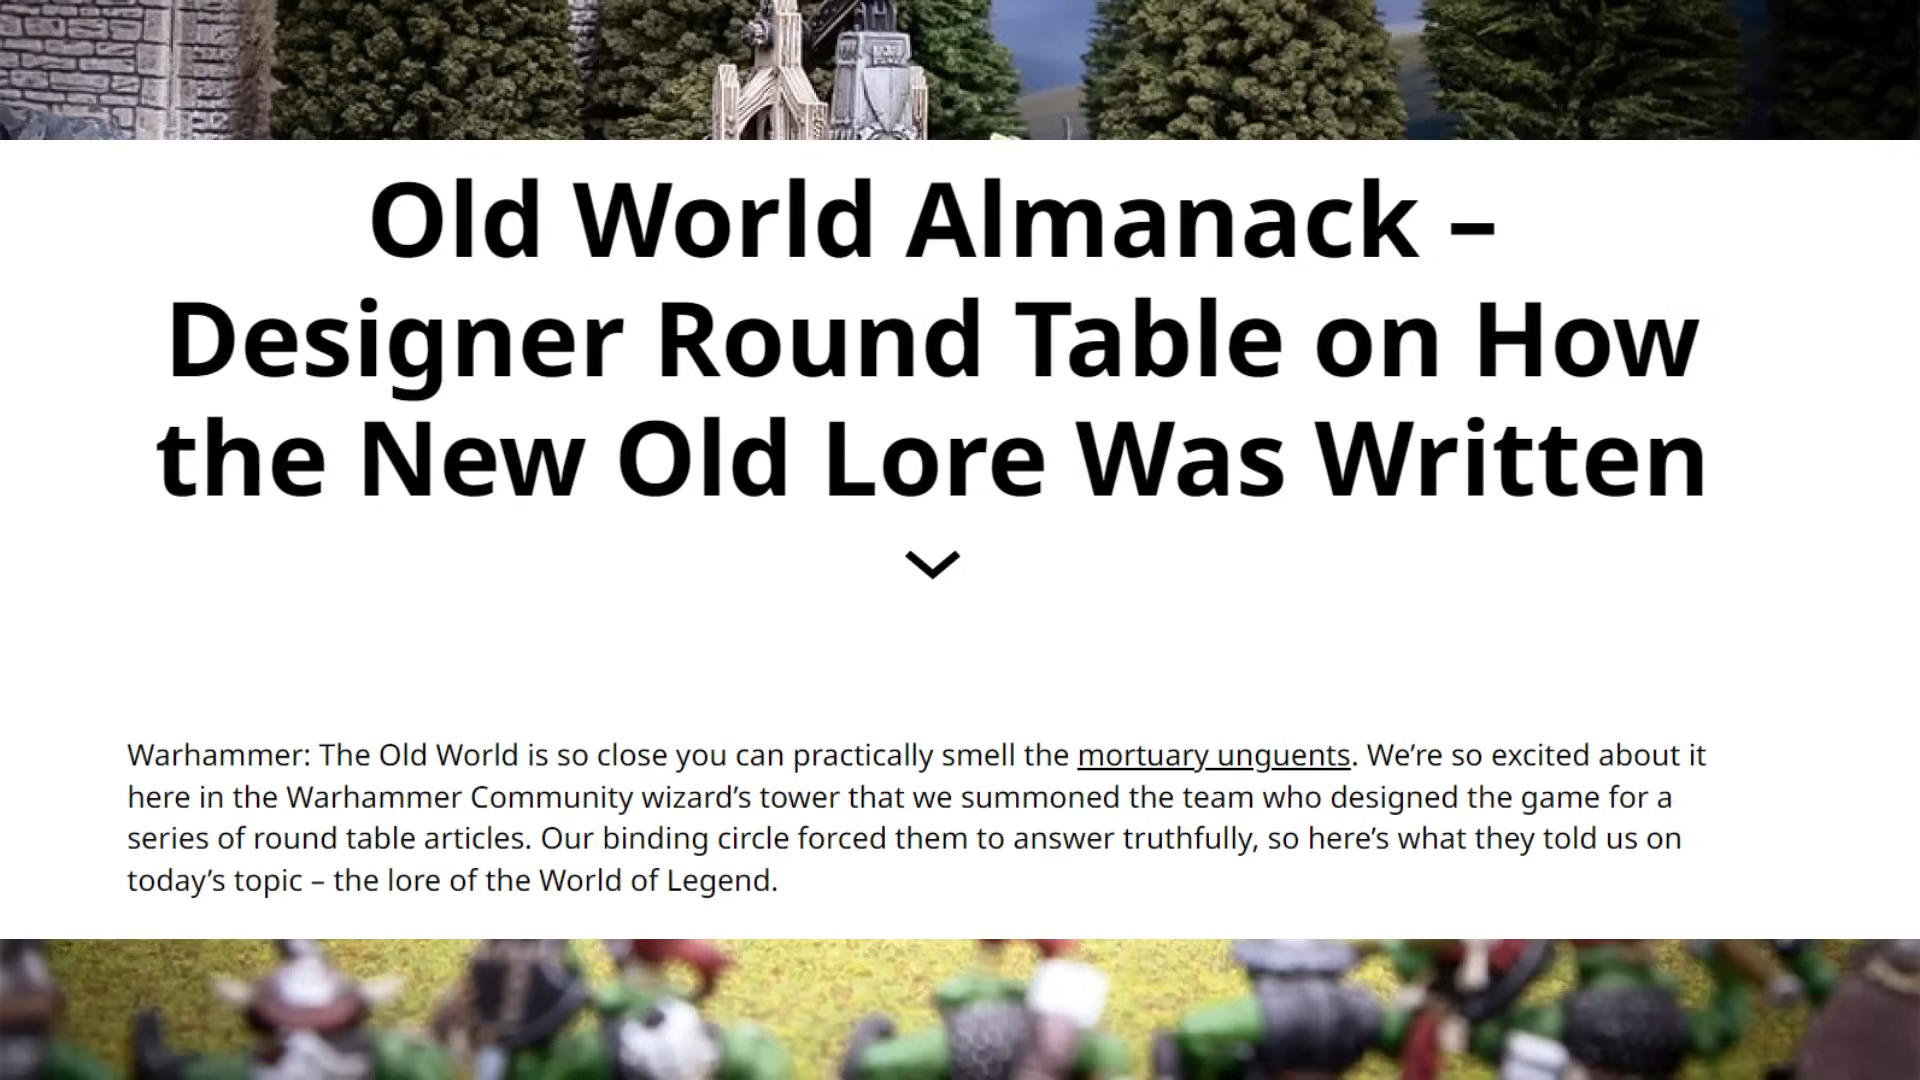 Old World Almanack –
Designer Round Table on How
the New Old Lore Was Written
Warhammer: The Old World is so close you can practically smell the mortuary unguents. We’re so excited about it
here in the Warhammer Community wizard’s tower that we summoned the team who designed the game for a
series of round table articles. Our binding circle forced them to answer truthfully, so here’s what they told us on
today’s topic – the lore of the World of Legend.